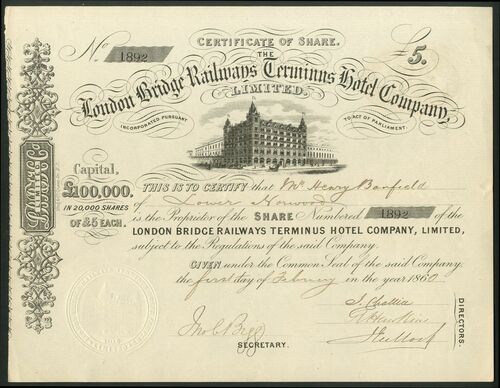 CERTIFICATE OF SHARE.
No. 1892
£5.
THE
London Bridge Railways Terminus Hotel Company,
LIMITED.
INCORPORATED PURSUANT TO ACT OF PARLIAMENT.
Capital,
£100,000.
IN 20,000 SHARES
OF £5 EACH.
THIS IS TO CERTIFY that Mr Henry Banfield
of Lower Norwood
is the Proprietor of the SHARE Numbered 1892 of the
LONDON BRIDGE RAILWAYS TERMINUS HOTEL COMPANY, LIMITED,
subject to the Regulations of the said Company.
GIVEN under the Common Seal of the said Company
the first day of February in the year 1860
DIRECTORS.
SECRETARY.